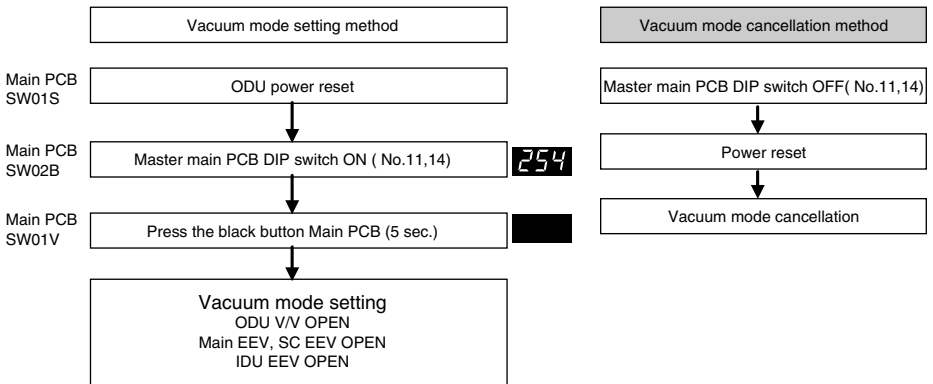 Vacuum mode setting method
Main PCB
SW01S
ODU power reset
Main PCB
SW02B
Master main PCB DIP switch ON ( No.11,14)
254
Main PCB
SW01V
Press the black button Main PCB (5 sec.)
Vacuum mode setting
ODU V/V OPEN
Main EEV, SC EEV OPEN
IDU EEV OPEN
Vacuum mode cancellation method
Master main PCB DIP switch OFF( No.11,14)
Power reset
Vacuum mode cancellation